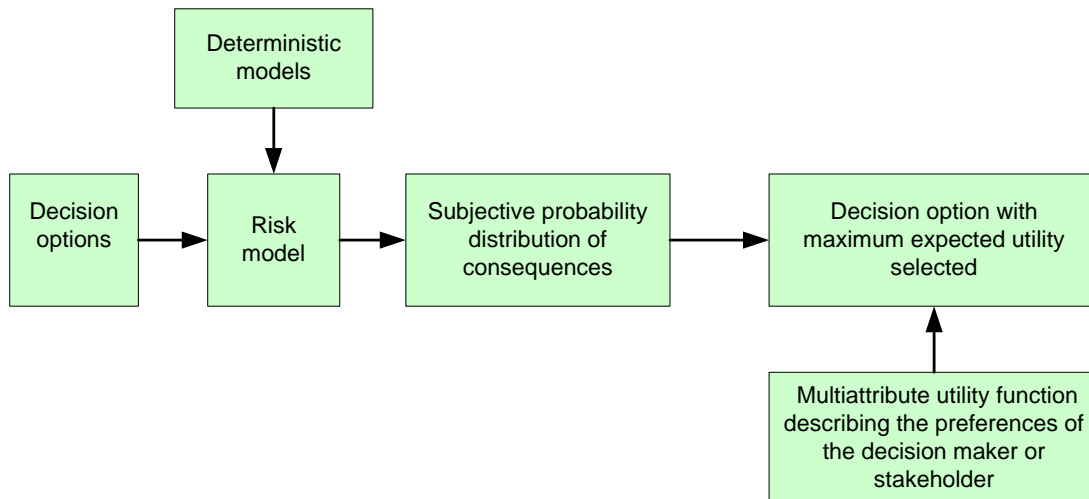 Deterministic
models
Decision
options
Risk
model
Subjective probability
distribution of
consequences
Decision option with
maximum expected utility
selected
Multiattribute utility function
describing the preferences of
the decision maker or
stakeholder